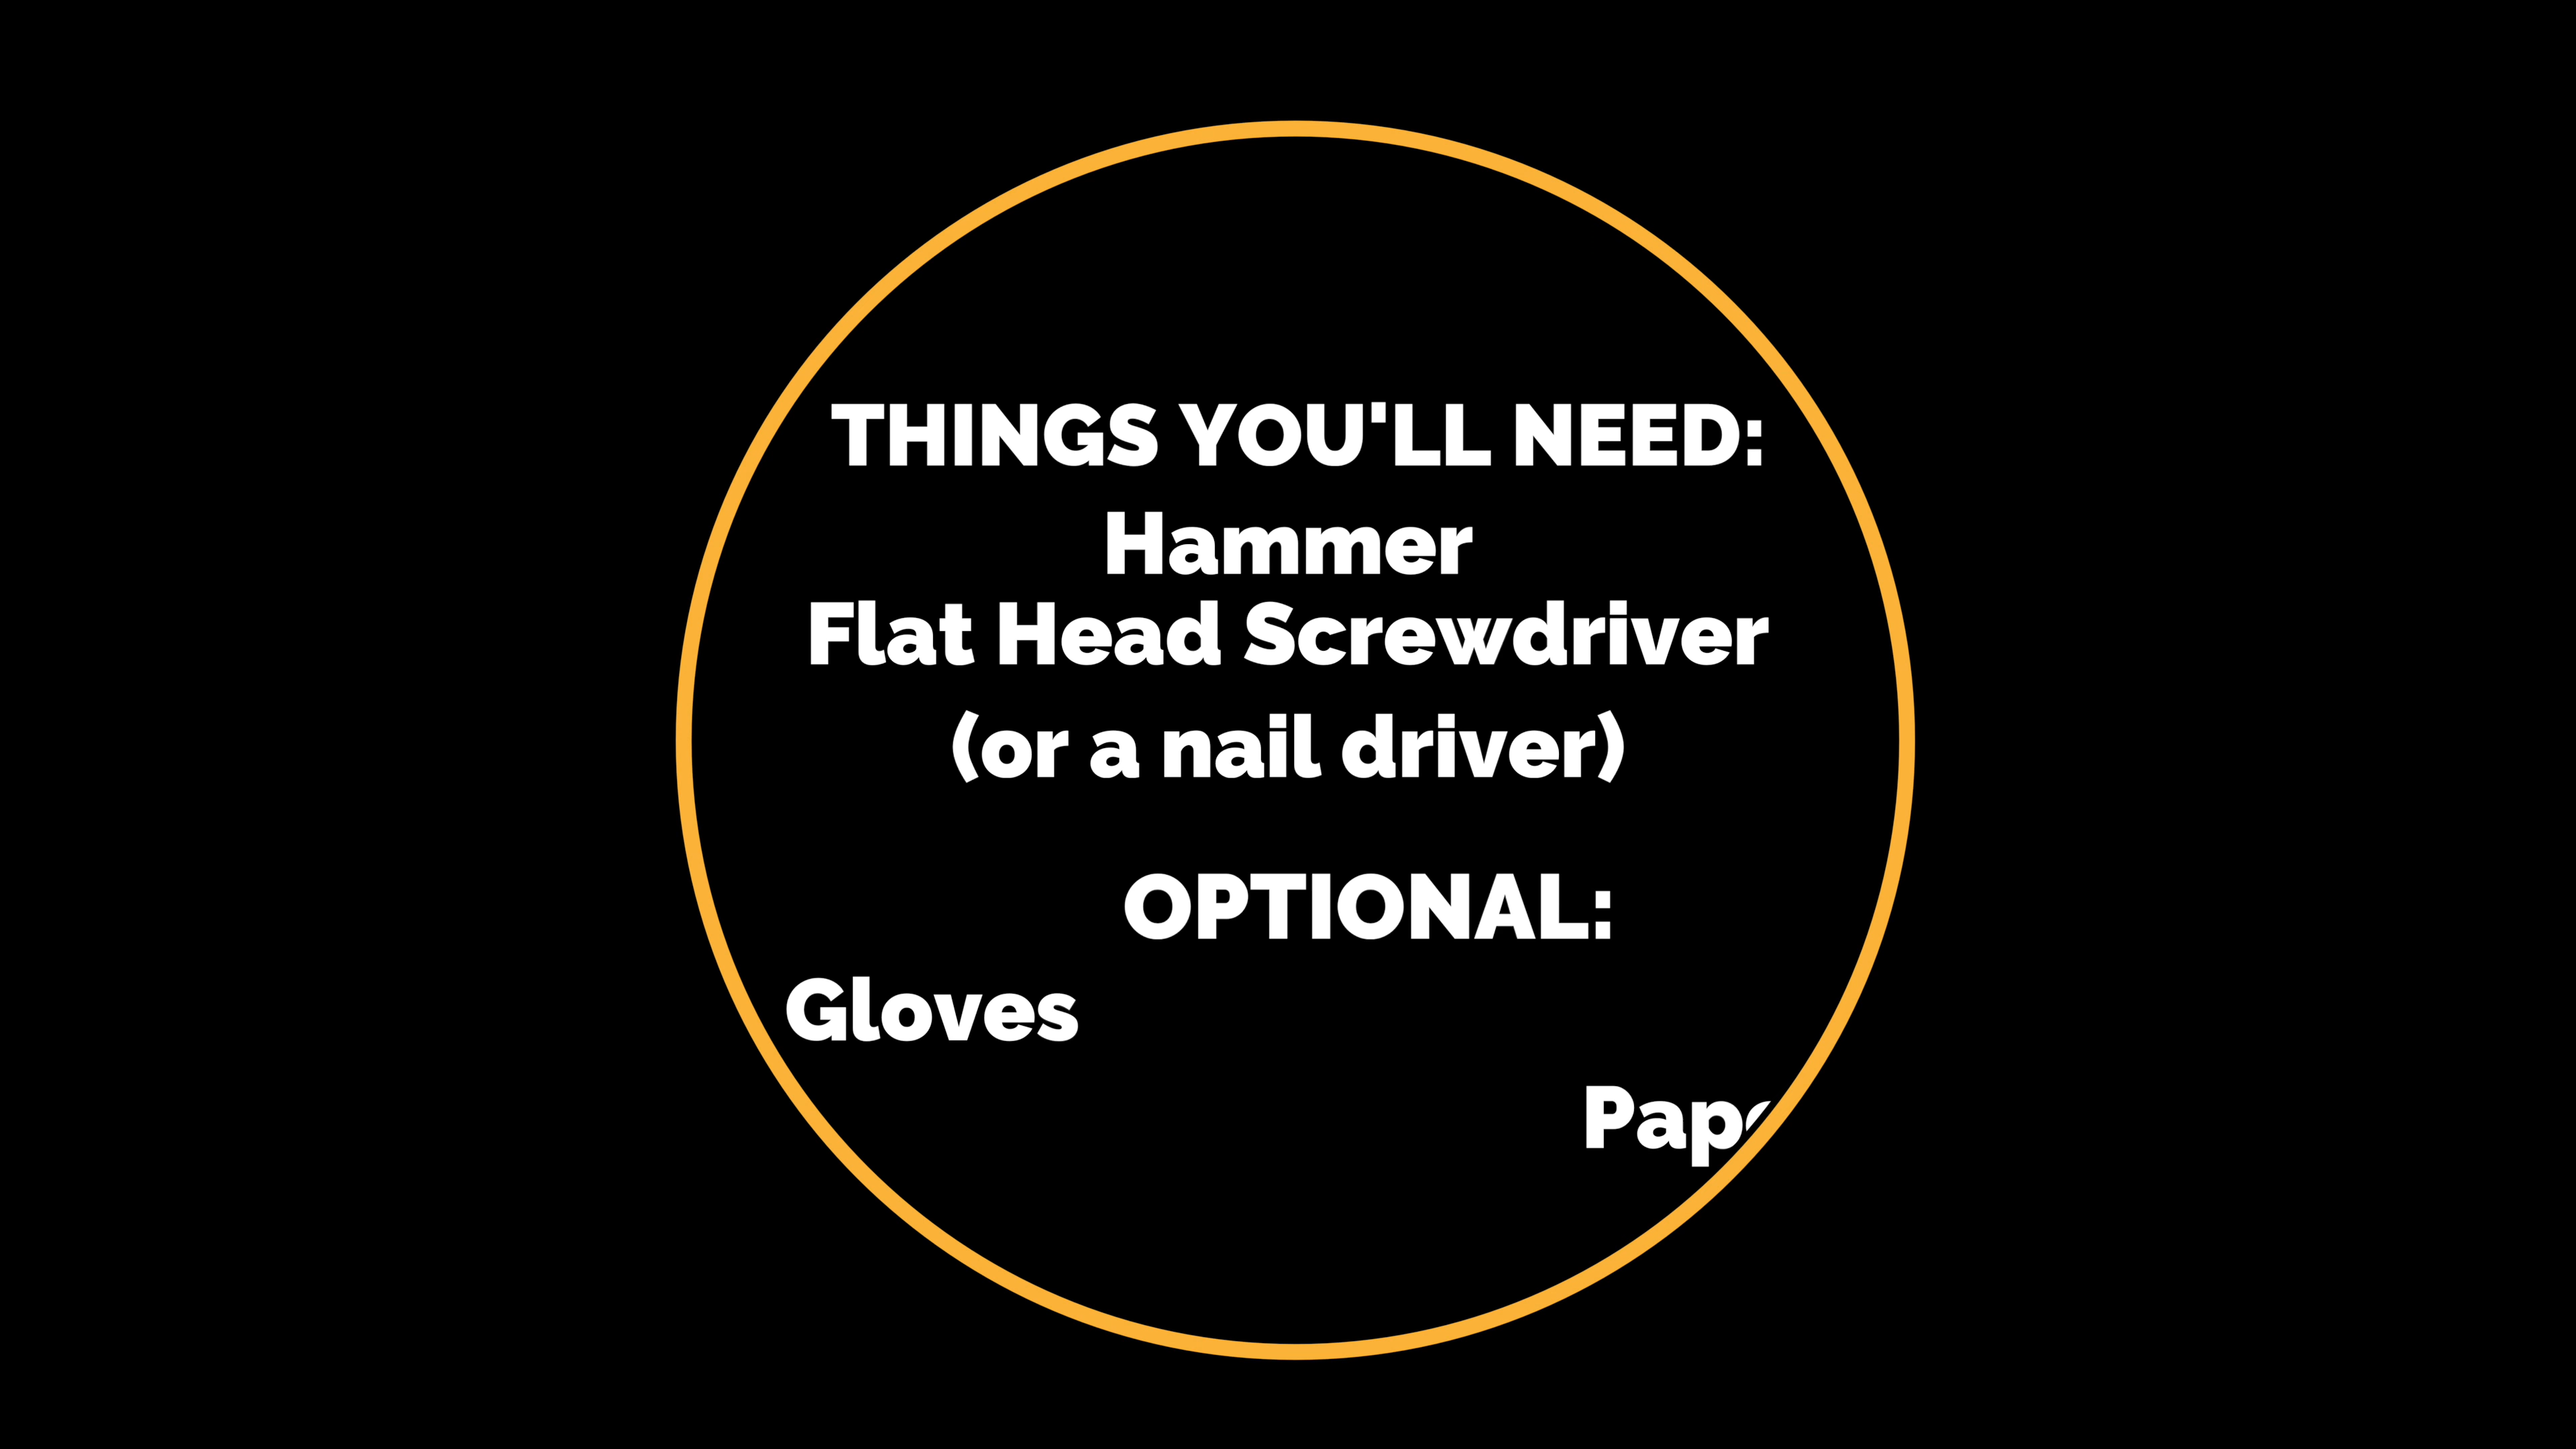 THINGS YOU'LL NEED:
Hammer
Flat Head Screwdriver
(or a nail driver)
OPTIONAL:
Gloves